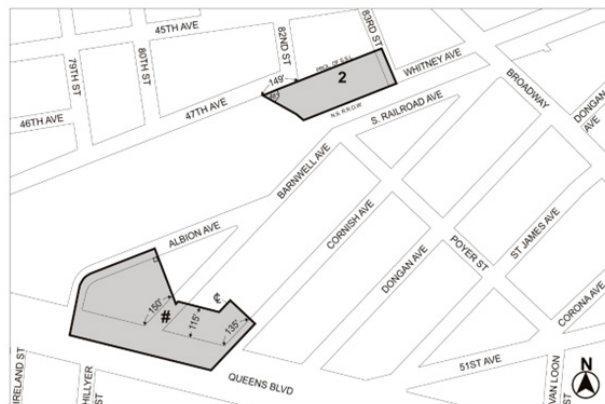 45TH AVE
82ND ST
83RD ST
79TH ST
80TH ST
149'
2
WHITNEY AVE
BROADWAY
46TH AVE
47TH AVE
N.S. R.R.O.W.
S. RAILROAD AVE
DONGAN AVE
BARNWELL AVE
ALBION AVE
CORNISH AVE
DONGAN AVE
POYER ST
ST JAMES AVE
CORONA AVE
150'
#
115'
135'
51ST AVE
QUEENS BLVD
IRELAND ST
HILLYER ST
VAN LOON ST
N